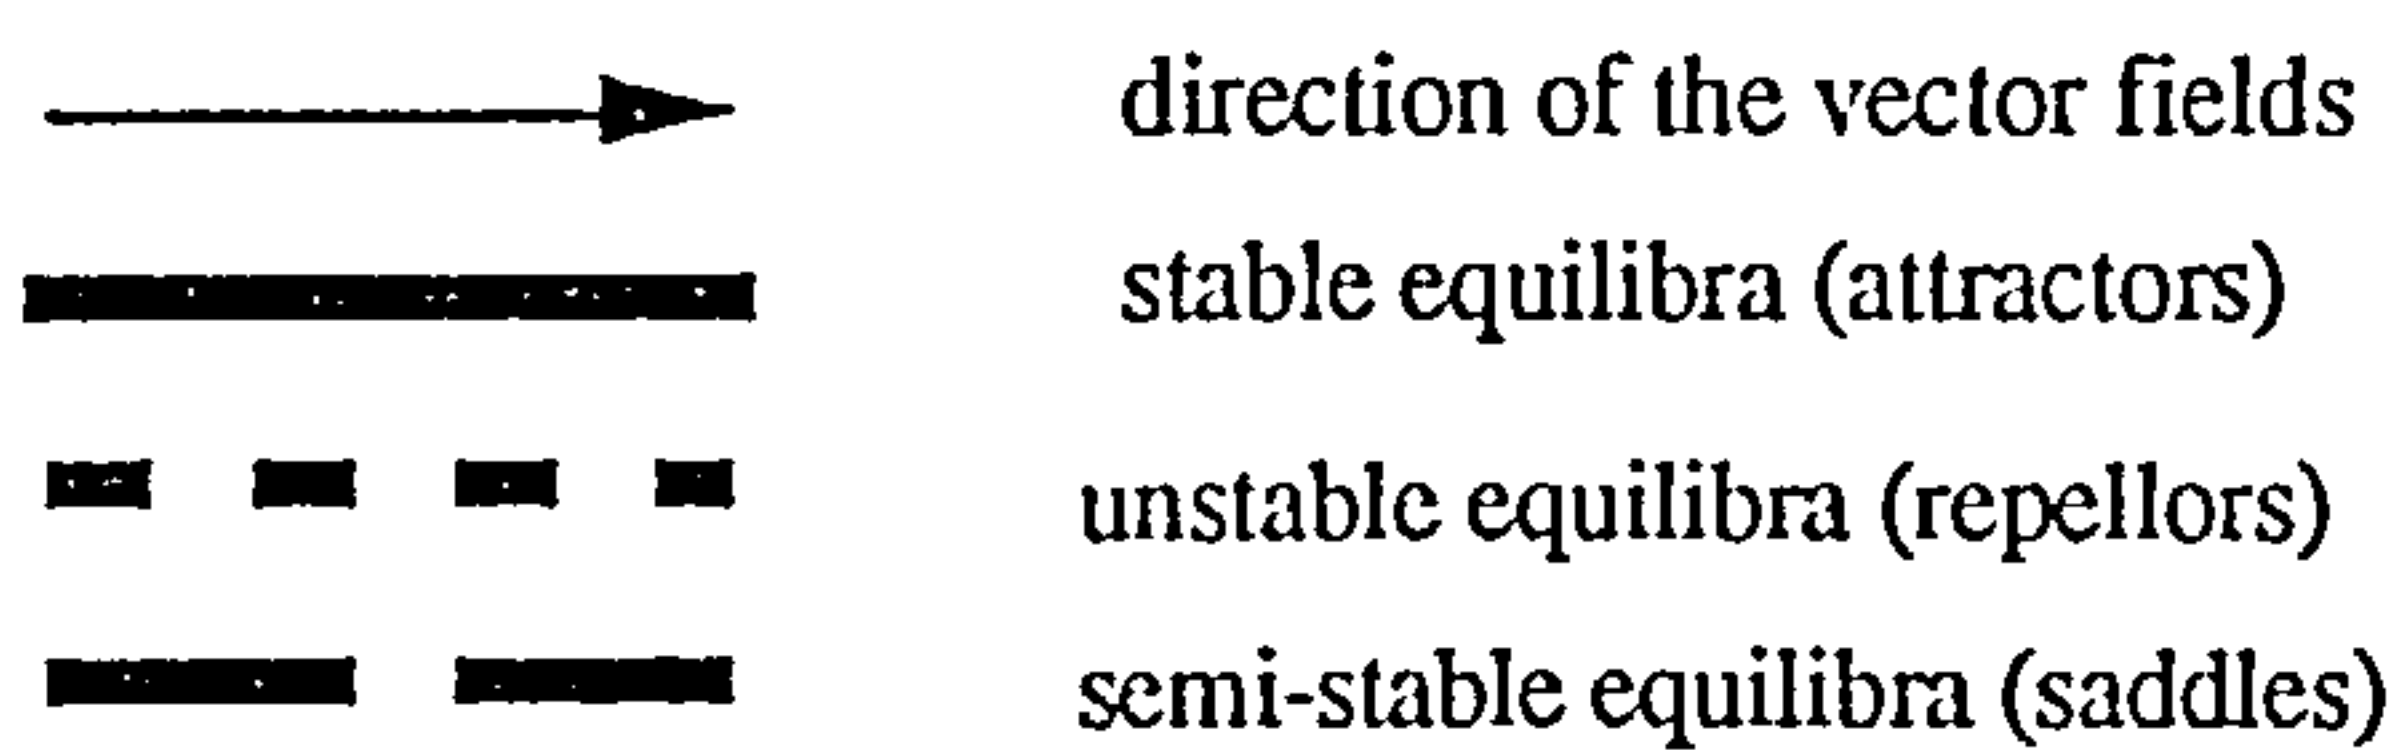 direction of the vector fields
stable equilibra (attractors)
unstable equilibra (repellors)
semi-stable equilibra (saddles)